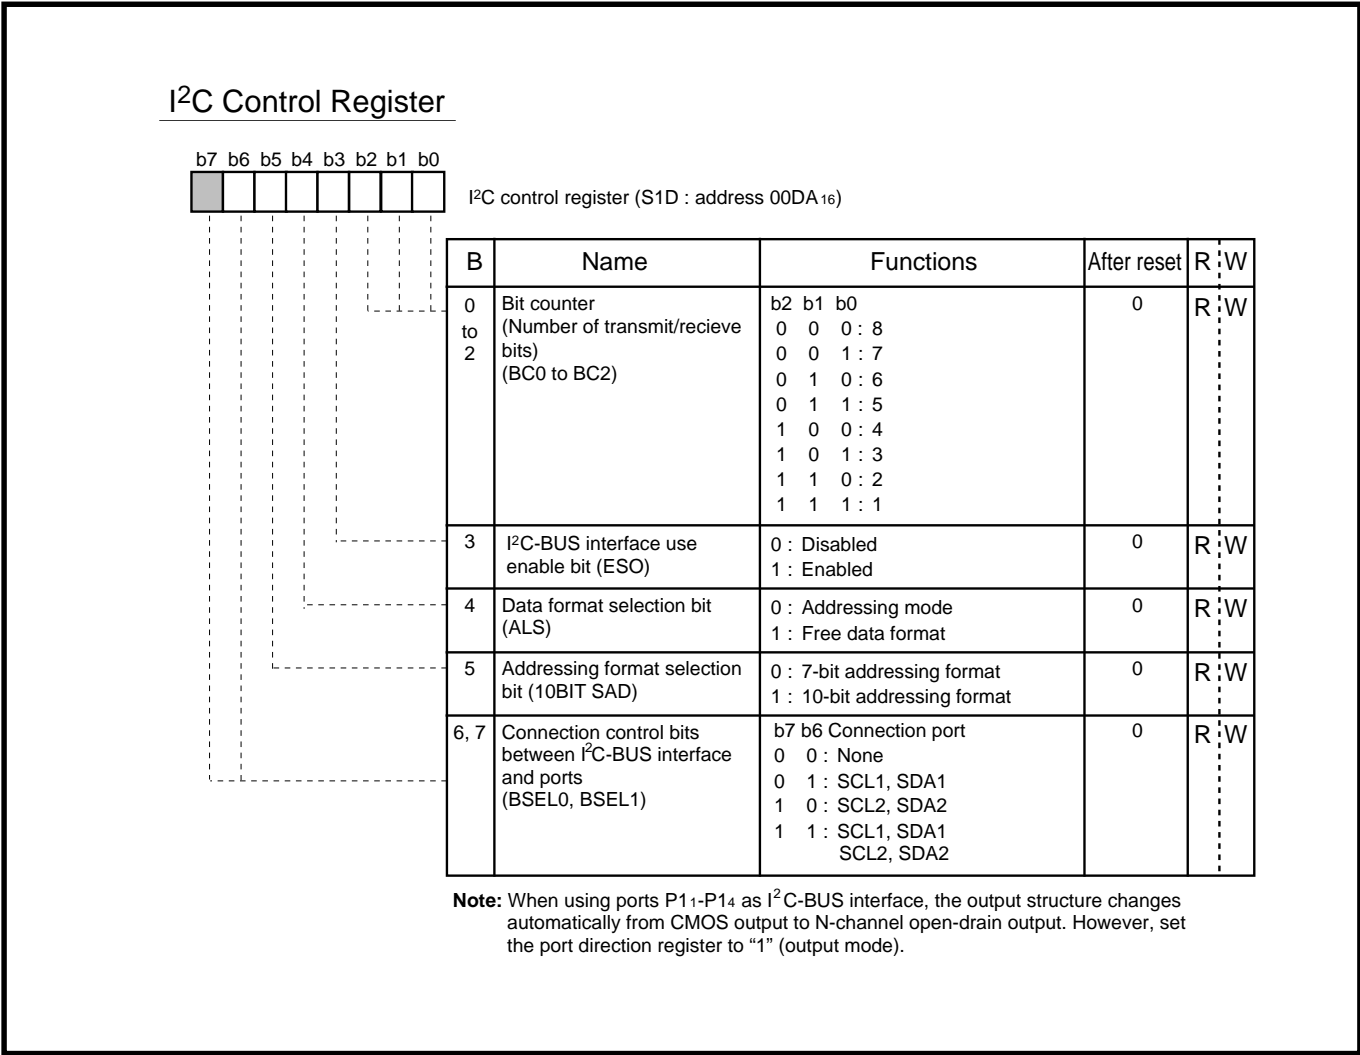 I²C Control Register
b7 b6 b5 b4 b3 b2 b1 b0
I²C control register (S1D : address 00DA₁₆)
B Name Functions After reset R W
0 to 2
Bit counter
(Number of transmit/recieve
bits)
(BC0 to BC2)
b2 b1 b0
0 0 0 : 8
0 0 1 : 7
0 1 0 : 6
0 1 1 : 5
1 0 0 : 4
1 0 1 : 3
1 1 0 : 2
1 1 1 : 1
0 R W
3
I²C-BUS interface use
enable bit (ESO)
0 : Disabled
1 : Enabled
0 R W
4
Data format selection bit
(ALS)
0 : Addressing mode
1 : Free data format
0 R W
5
Addressing format selection
bit (10BIT SAD)
0 : 7-bit addressing format
1 : 10-bit addressing format
0 R W
6, 7
Connection control bits
between I²C-BUS interface
and ports
(BSEL0, BSEL1)
b7 b6 Connection port
0 0 : None
0 1 : SCL1, SDA1
1 0 : SCL2, SDA2
1 1 : SCL1, SDA1
SCL2, SDA2
0 R W
Note: When using ports P1₁-P1₄ as I²C-BUS interface, the output structure changes
automatically from CMOS output to N-channel open-drain output. However, set
the port direction register to “1” (output mode).